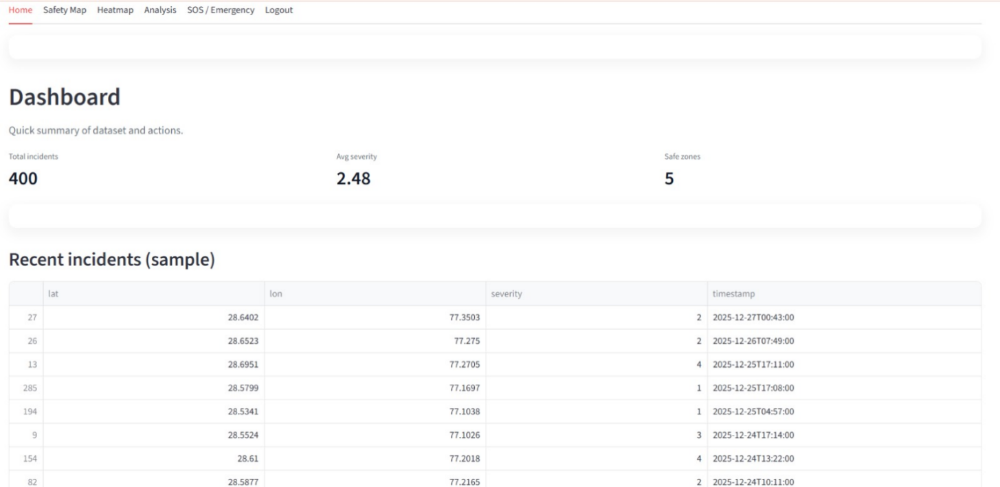 Home Safety Map Heatmap Analysis SOS / Emergency Logout
Dashboard
Quick summary of dataset and actions.
Total incidents Avg severity Safe zones
400 2.48 5
Recent incidents (sample)
lat lon severity timestamp
27 28.6402 77.3503 2 2025-12-27T00:43:00
26 28.6523 77.275 2 2025-12-26T07:49:00
13 28.6951 77.2705 4 2025-12-25T17:11:00
285 28.5799 77.1697 1 2025-12-25T17:08:00
194 28.5341 77.1038 1 2025-12-25T04:57:00
9 28.5524 77.1026 3 2025-12-24T17:14:00
154 28.61 77.2018 4 2025-12-24T13:22:00
82 28.5877 77.2165 2 2025-12-24T10:11:00